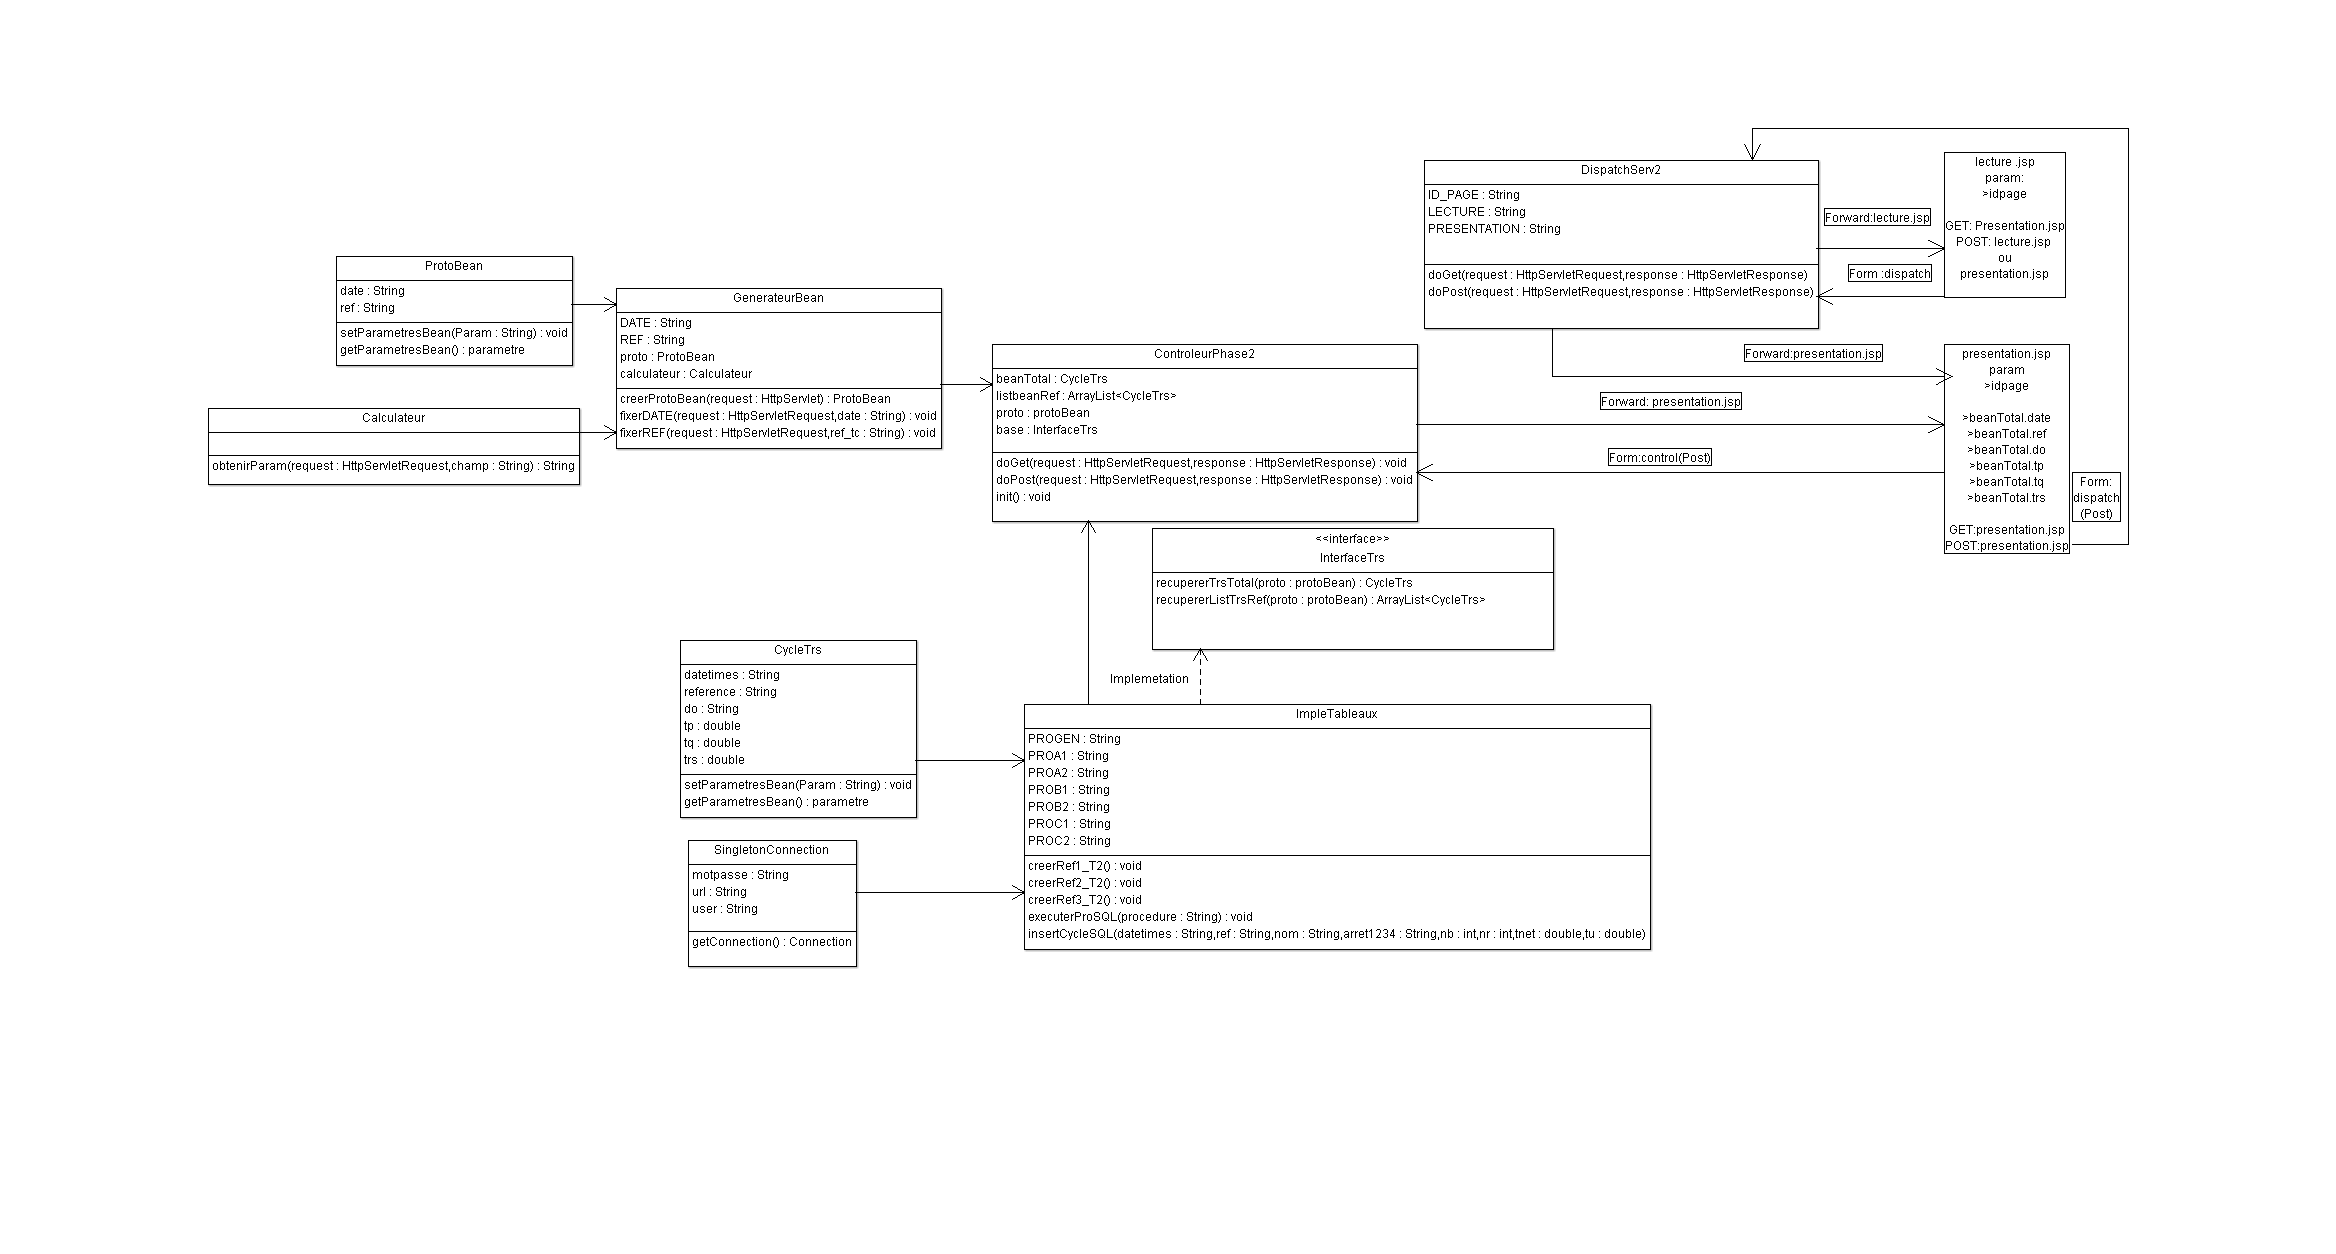 DispatchServ2
ID_PAGE : String
LECTURE : String
PRESENTATION : String
doGet(request : HttpServletRequest,response : HttpServletResponse)
doPost(request : HttpServletRequest,response : HttpServletResponse)
Forward:lecture.jsp
Form :dispatch
lecture .jsp
param:
>idpage
GET: Presentation.jsp
POST: lecture.jsp
ou
presentation.jsp
ProtoBean
date : String
ref : String
setParametresBean(Param : String) : void
getParametresBean() : parametre
GenerateurBean
DATE : String
REF : String
proto : ProtoBean
calculateur : Calculateur
creerProtoBean(request : HttpServlet) : ProtoBean
fixerDATE(request : HttpServletRequest,date : String) : void
fixerREF(request : HttpServletRequest,ref_tc : String) : void
Calculateur
obtenirParam(request : HttpServletRequest,champ : String) : String
ControleurPhase2
beanTotal : CycleTrs
listbeanRef : ArrayList<CycleTrs>
proto : protoBean
base : InterfaceTrs
doGet(request : HttpServletRequest,response : HttpServletResponse) : void
doPost(request : HttpServletRequest,response : HttpServletResponse) : void
init() : void
Forward:presentation.jsp
Forward: presentation.jsp
Form:control(Post)
presentation.jsp
param
>idpage
>beanTotal.date
>beanTotal.ref
>beanTotal.do
>beanTotal.tp
>beanTotal.tq
>beanTotal.trs
GET:presentation.jsp
POST:presentation.jsp
Form:
dispatch
(Post)
<<interface>>
InterfaceTrs
recupererTrsTotal(proto : protoBean) : CycleTrs
recupererListTrsRef(proto : protoBean) : ArrayList<CycleTrs>
Implemetation
CycleTrs
datetimes : String
reference : String
do : String
tp : double
tq : double
trs : double
setParametresBean(Param : String) : void
getParametresBean() : parametre
SingletonConnection
motpasse : String
url : String
user : String
getConnection() : Connection
ImpleTableaux
PROGEN : String
PROA1 : String
PROA2 : String
PROB1 : String
PROB2 : String
PROC1 : String
PROC2 : String
creerRef1_T2() : void
creerRef2_T2() : void
creerRef3_T2() : void
executerProSQL(procedure : String) : void
insertCycleSQL(datetimes : String,ref : String,nom : String,arret1234 : String,nb : int,nr : int,tnet : double,tu : double)